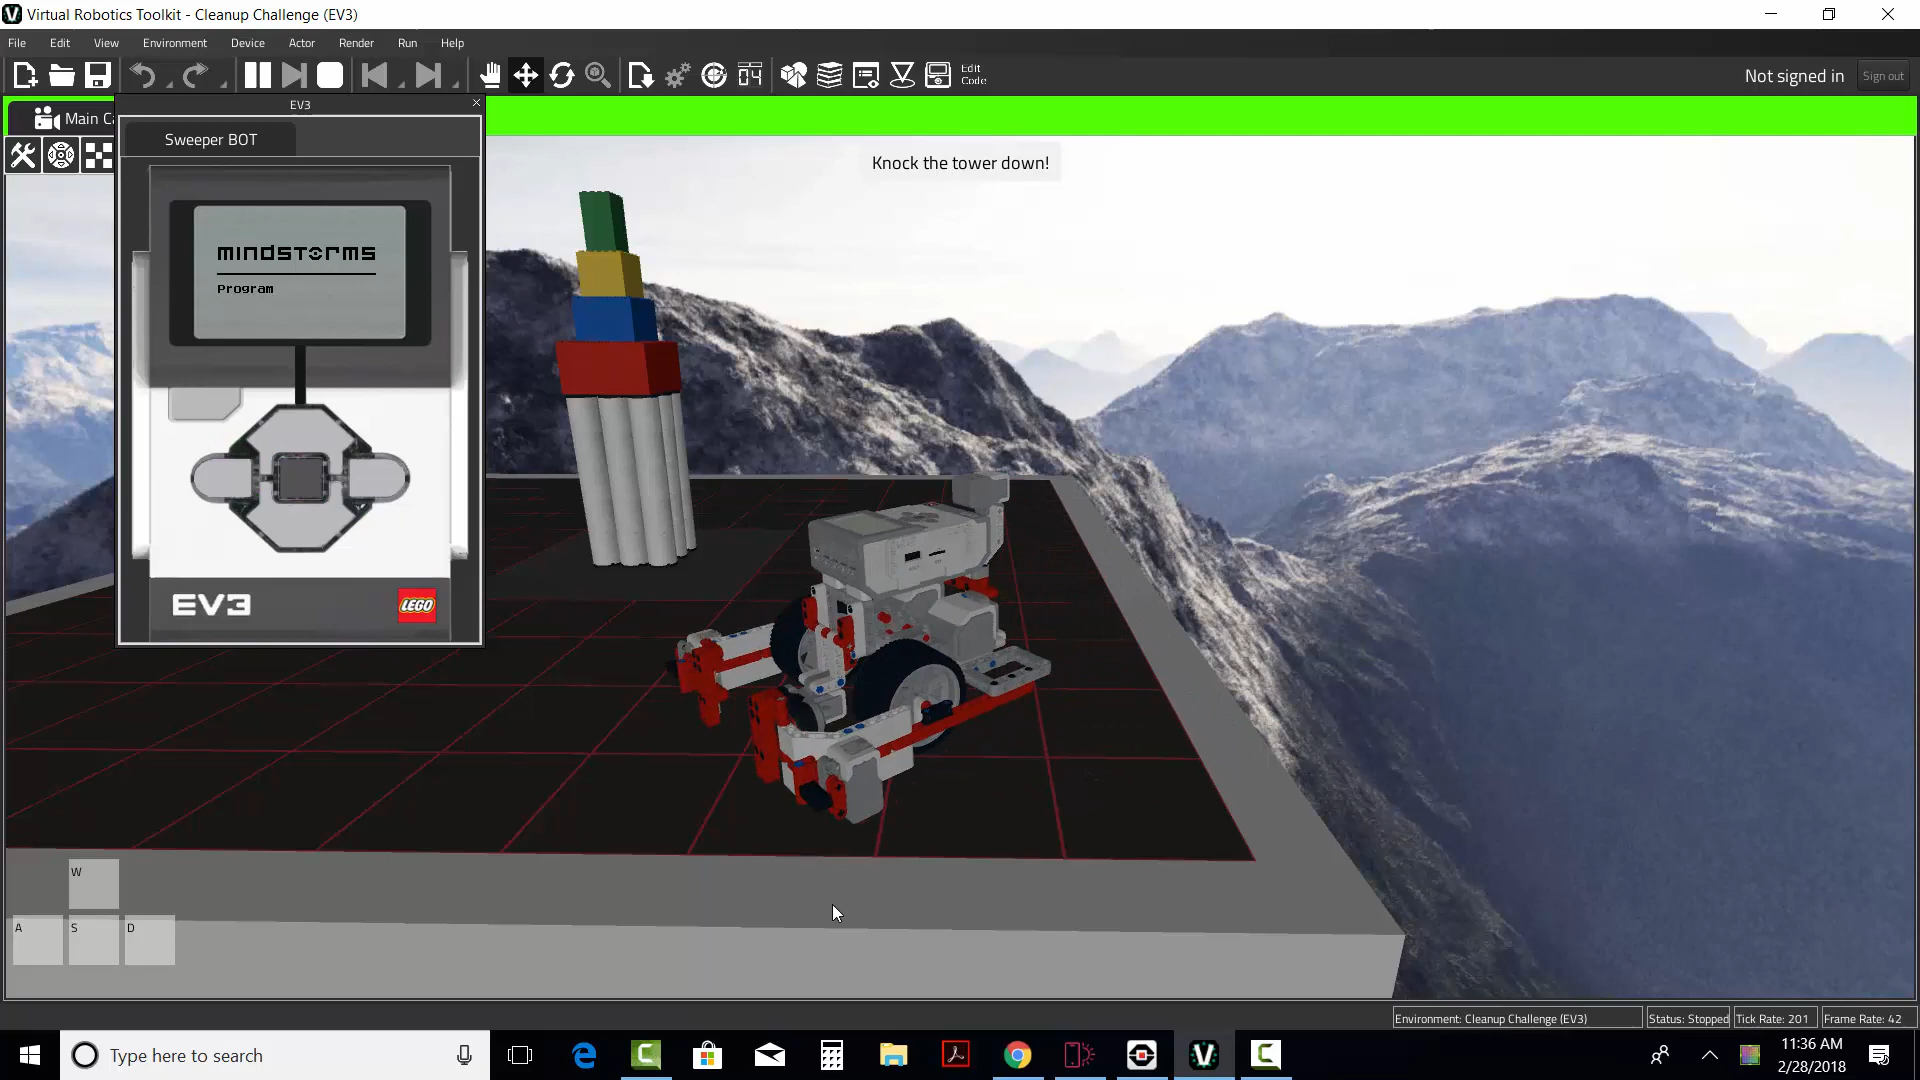 Virtual Robotics Toolkit - Cleanup Challenge (EV3)
File Edit View Environment Device Actor Render Run Help
04
Edit
Code
Not signed in
Sign out
Main Ca
EV3
Sweeper BOT
Knock the tower down!
mindstorms
Program
EV3
LEGO
W
A S D
Environment: Cleanup Challenge (EV3)
Status: Stopped
Tick Rate: 201
Frame Rate: 42
Type here to search
11:36 AM
2/28/2018